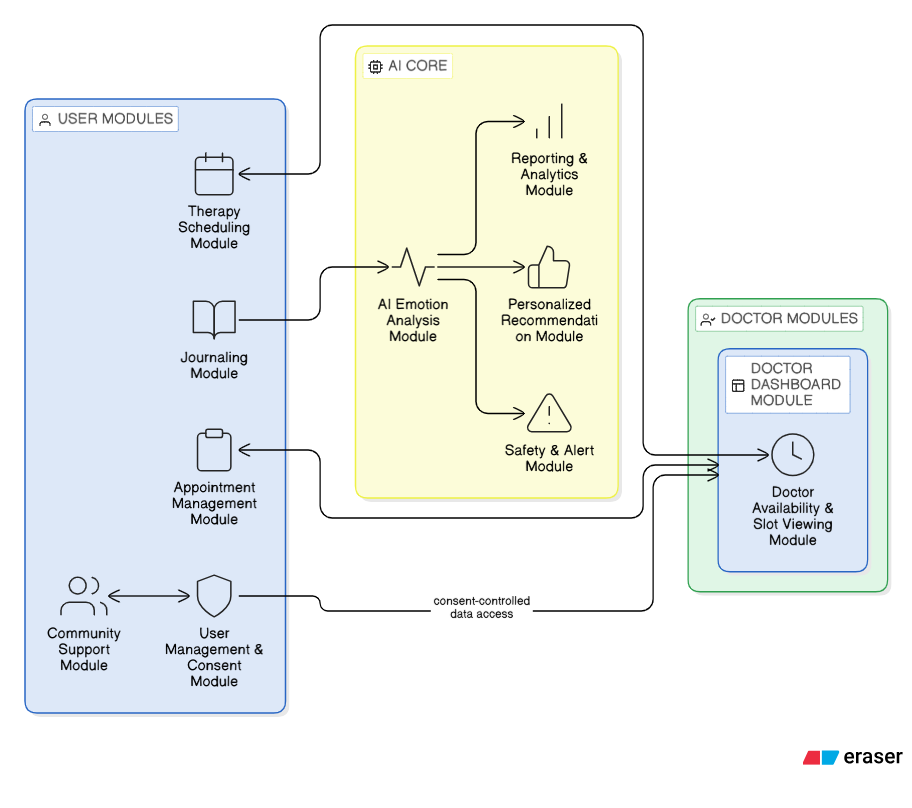 USER MODULES
Therapy
Scheduling
Module
Journaling
Module
Appointment
Management
Module
Community
Support
Module
User
Management &
Consent
Module
AI CORE
AI Emotion
Analysis
Module
Reporting &
Analytics
Module
Personalized
Recommendati
on Module
Safety & Alert
Module
consent-controlled
data access
DOCTOR MODULES
DOCTOR
DASHBOARD
MODULE
Doctor
Availability &
Slot Viewing
Module
eraser